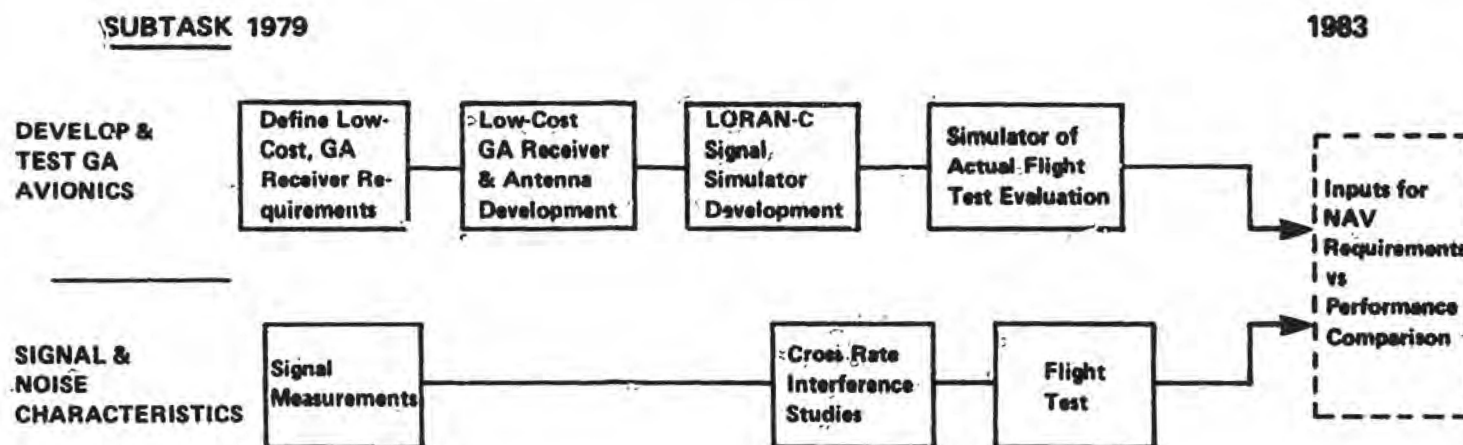 SUBTASK 1979
1983
DEVELOP &
TEST GA
AVIONICS
Define Low-
Cost, GA
Receiver Re-
quirements
Low-Cost
GA Receiver
& Antenna
Development
LORAN-C
Signal,
Simulator
Development
Simulator of
Actual Flight
Test Evaluation
Inputs for
NAV
Requirements
vs
Performance
Comparison
SIGNAL &
NOISE
CHARACTERISTICS
Signal
Measurements
Cross Rate
Interference
Studies
Flight
Test